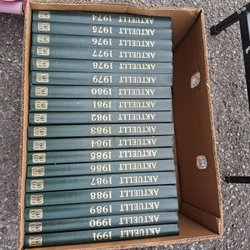 AKTUELLT 1974
AKTUELLT 1975
AKTUELLT 1976
AKTUELLT 1977
AKTUELLT 1978
AKTUELLT 1979
AKTUELLT 1980
AKTUELLT 1981
AKTUELLT 1982
AKTUELLT 1983
AKTUELLT 1984
AKTUELLT 1985
AKTUELLT 1986
AKTUELLT 1987
AKTUELLT 1988
AKTUELLT 1989
AKTUELLT 1990
AKTUELLT 1991